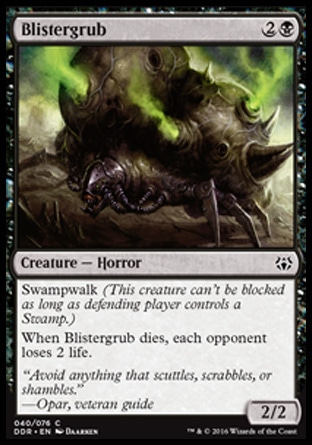 Blistergrub 2
Creature — Horror
Swampwalk (This creature can't be blocked
as long as defending player controls a
Swamp.)
When Blistergrub dies, each opponent
loses 2 life.
"Avoid anything that scuttles, scrabbles, or
shambles."
—Opar, veteran guide
2/2
040/076 C
DDR • EN Daarken
™ & © 2016 Wizards of the Coast